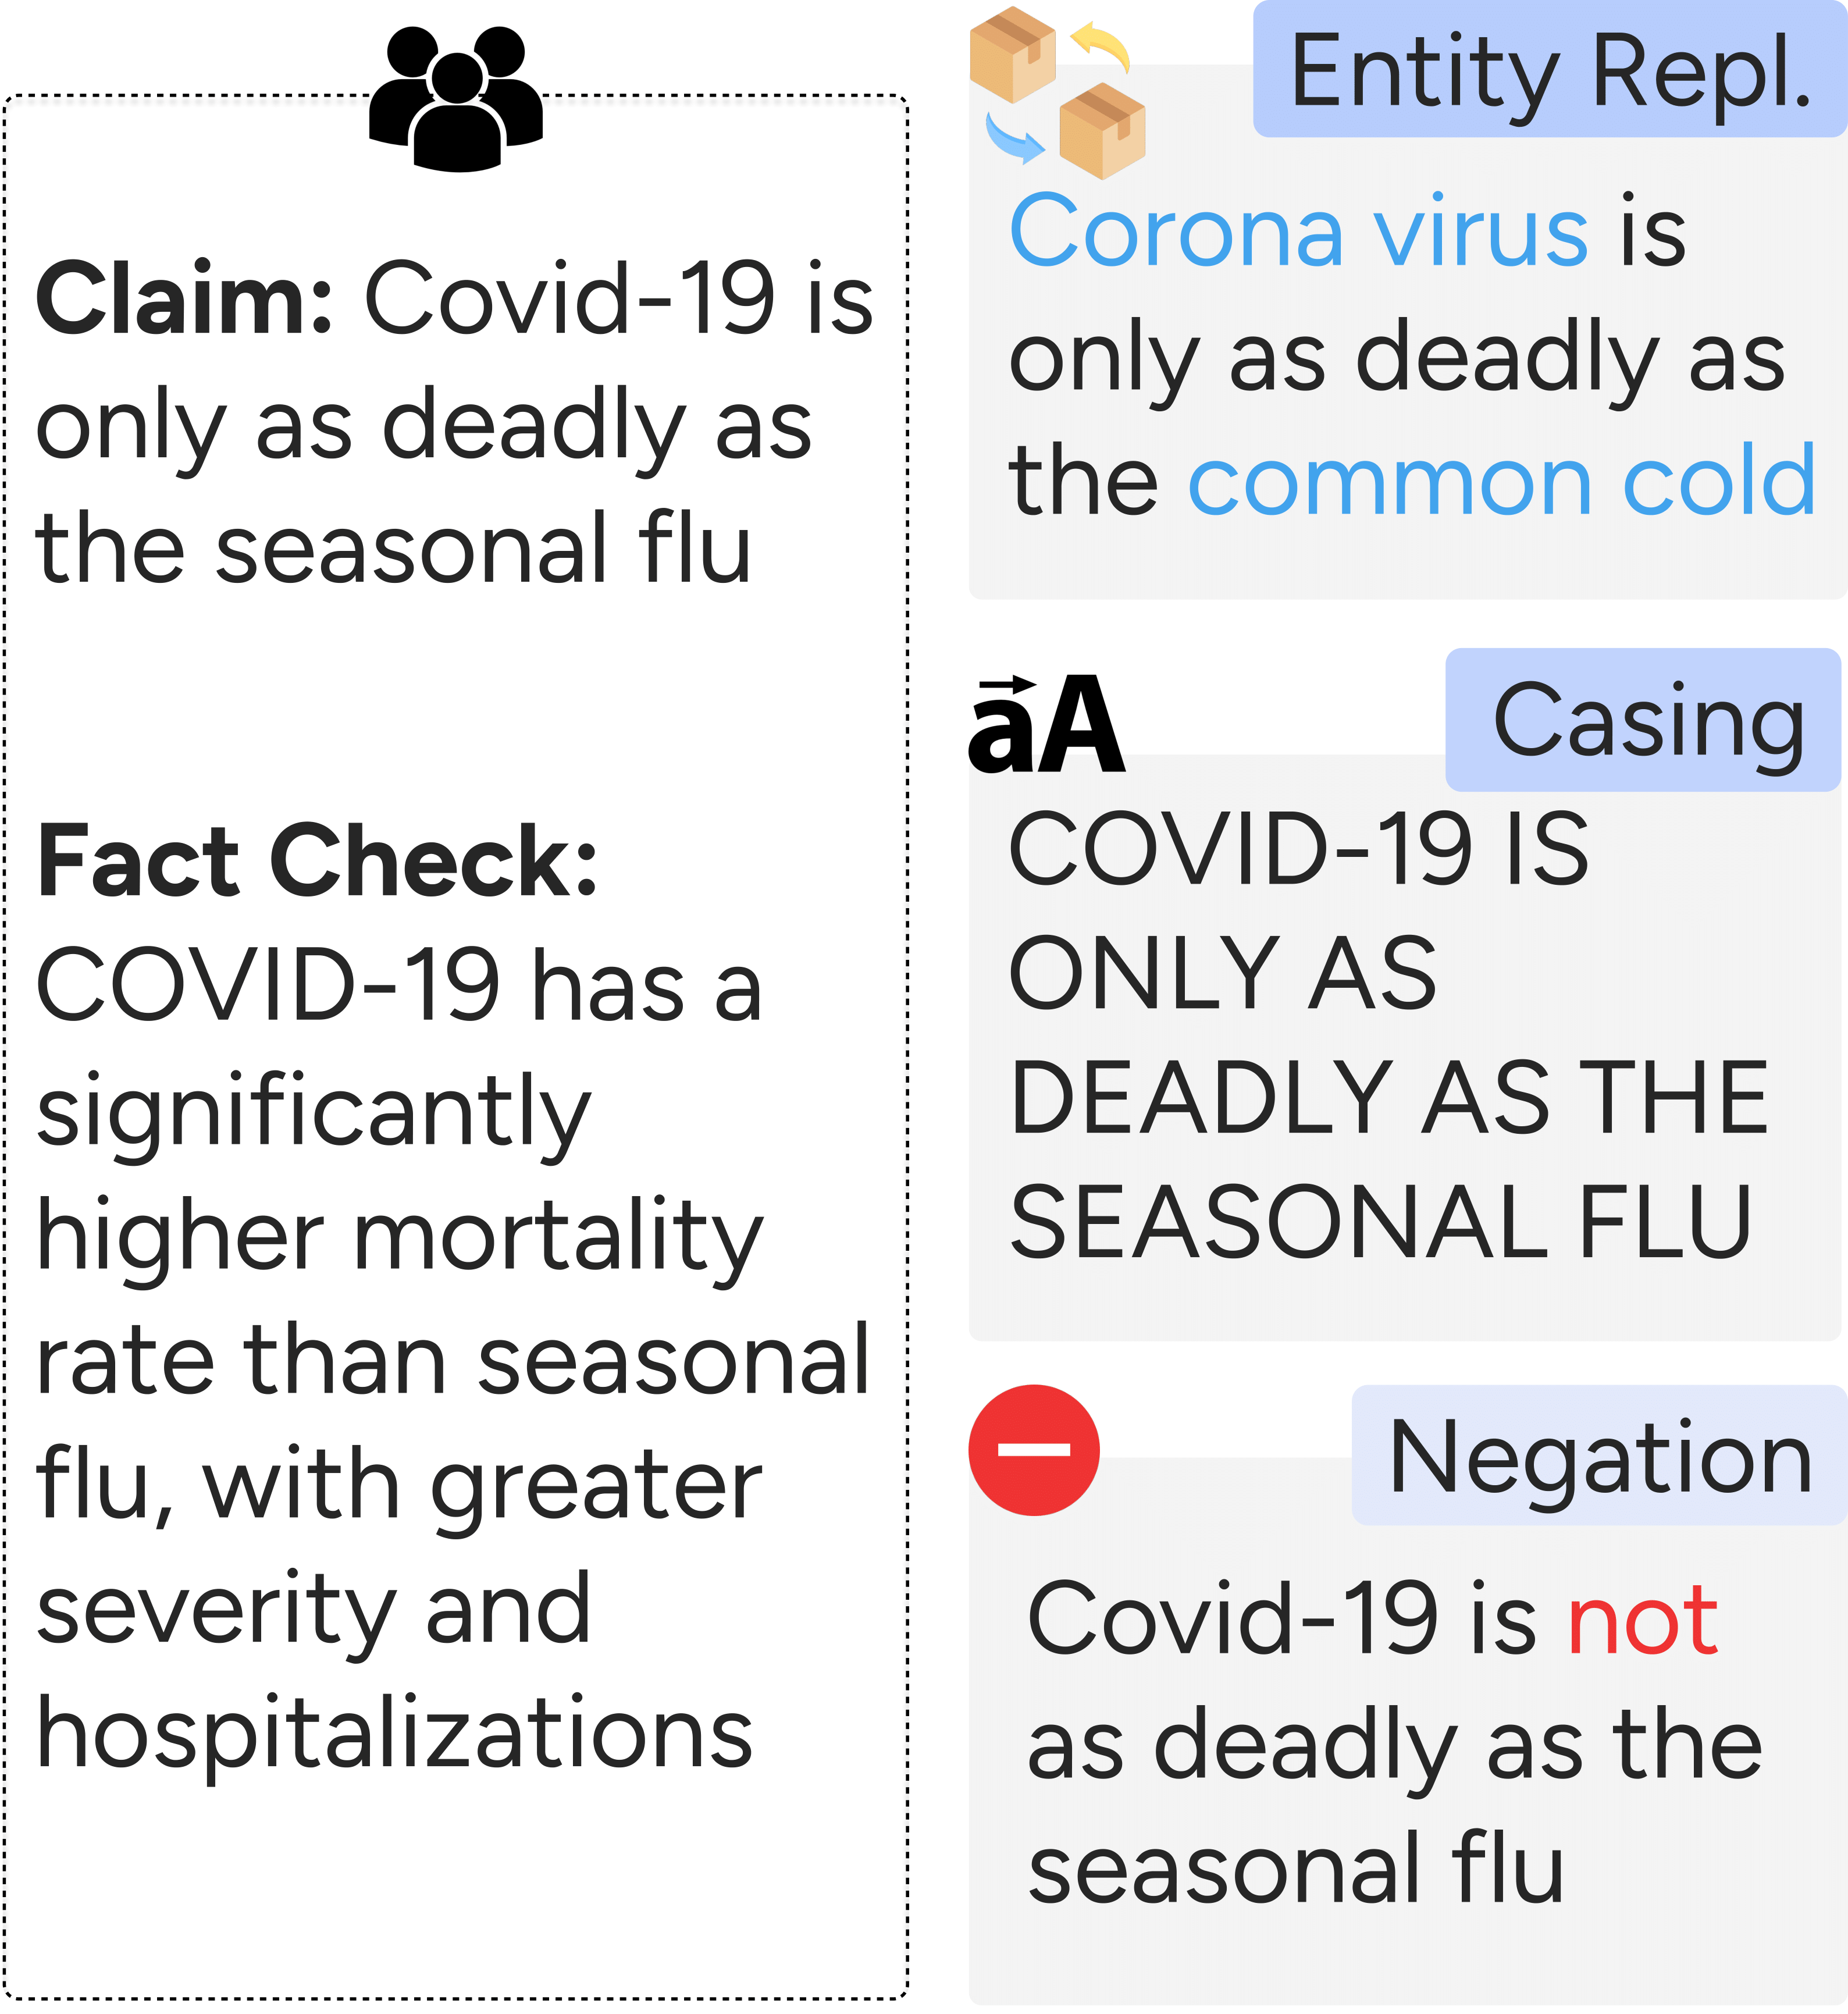 Claim: Covid-19 is
only as deadly as
the seasonal flu
Fact Check:
COVID-19 has a
significantly
higher mortality
rate than seasonal
flu, with greater
severity and
hospitalizations
Entity Repl.
Corona virus is
only as deadly as
the common cold
aA
Casing
COVID-19 IS
ONLY AS
DEADLY AS THE
SEASONAL FLU
Negation
Covid-19 is not
as deadly as the
seasonal flu